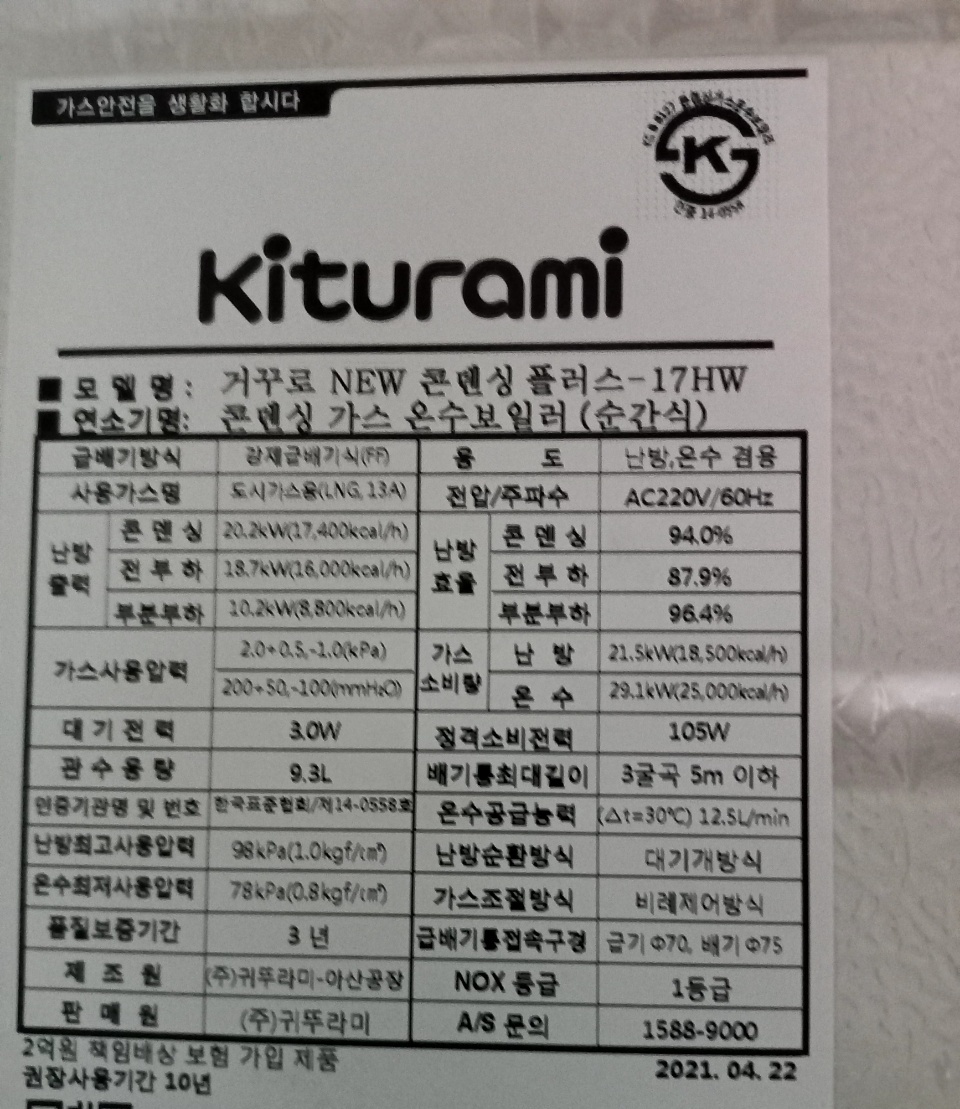 가스안전을 생활화 합시다
KS B 8127
K
인증 14-0558
Kiturami
■ 모 델 명 : 거꾸로 NEW 콘덴싱 플러스-17HW
■ 연소기명: 콘덴싱 가스 온수보일러 (순간식)
급배기방식 강제급배기식(FF) 용 도 난방,온수 겸용
사용가스명 도시가스용(LNG, 13A) 전압/주파수 AC220V/60Hz
난방출력 콘 덴 싱 20.2kW(17,400kcal/h) 난방효율 콘 덴 싱 94.0%
전 부 하 18.7kW(16,000kcal/h) 전 부 하 87.9%
부분부하 10.2kW(8,800kcal/h) 부분부하 96.4%
가스사용압력 2.0+0.5,-1.0(kPa) 가스소비량 난 방 21.5kW(18,500kcal/h)
200+50,-100(mmH₂O) 온 수 29.1kW(25,000kcal/h)
대 기 전 력 3.0W 정격소비전력 105W
관 수 용 량 9.3L 배기통최대길이 3굴곡 5m 이하
인증기관명 및 번호 한국표준협회/제14-0558호 온수공급능력 (△t=30℃) 12.5L/min
난방최고사용압력 98kPa(1.0kgf/㎠) 난방순환방식 대기개방식
온수최저사용압력 78kPa(0.8kgf/㎠) 가스조절방식 비례제어방식
품질보증기간 3 년 급배기통접속구경 급기 Φ70, 배기 Φ75
제 조 원 (주)귀뚜라미-아산공장 NOX 등급 1등급
판 매 원 (주)귀뚜라미 A/S 문의 1588-9000
2억원 책임배상 보험 가입 제품 2021. 04. 22
권장사용기간 10년